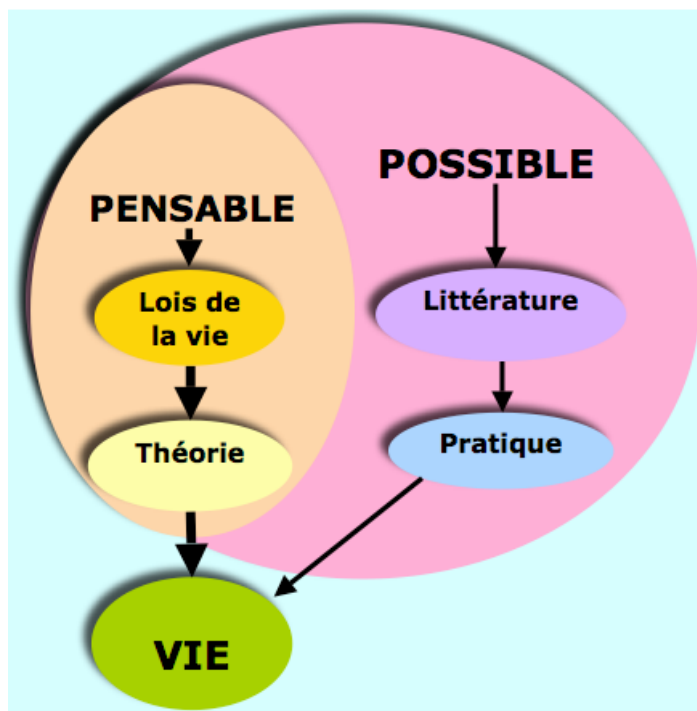 POSSIBLE
PENSABLE
Lois de
la vie
Littérature
Théorie
Pratique
VIE